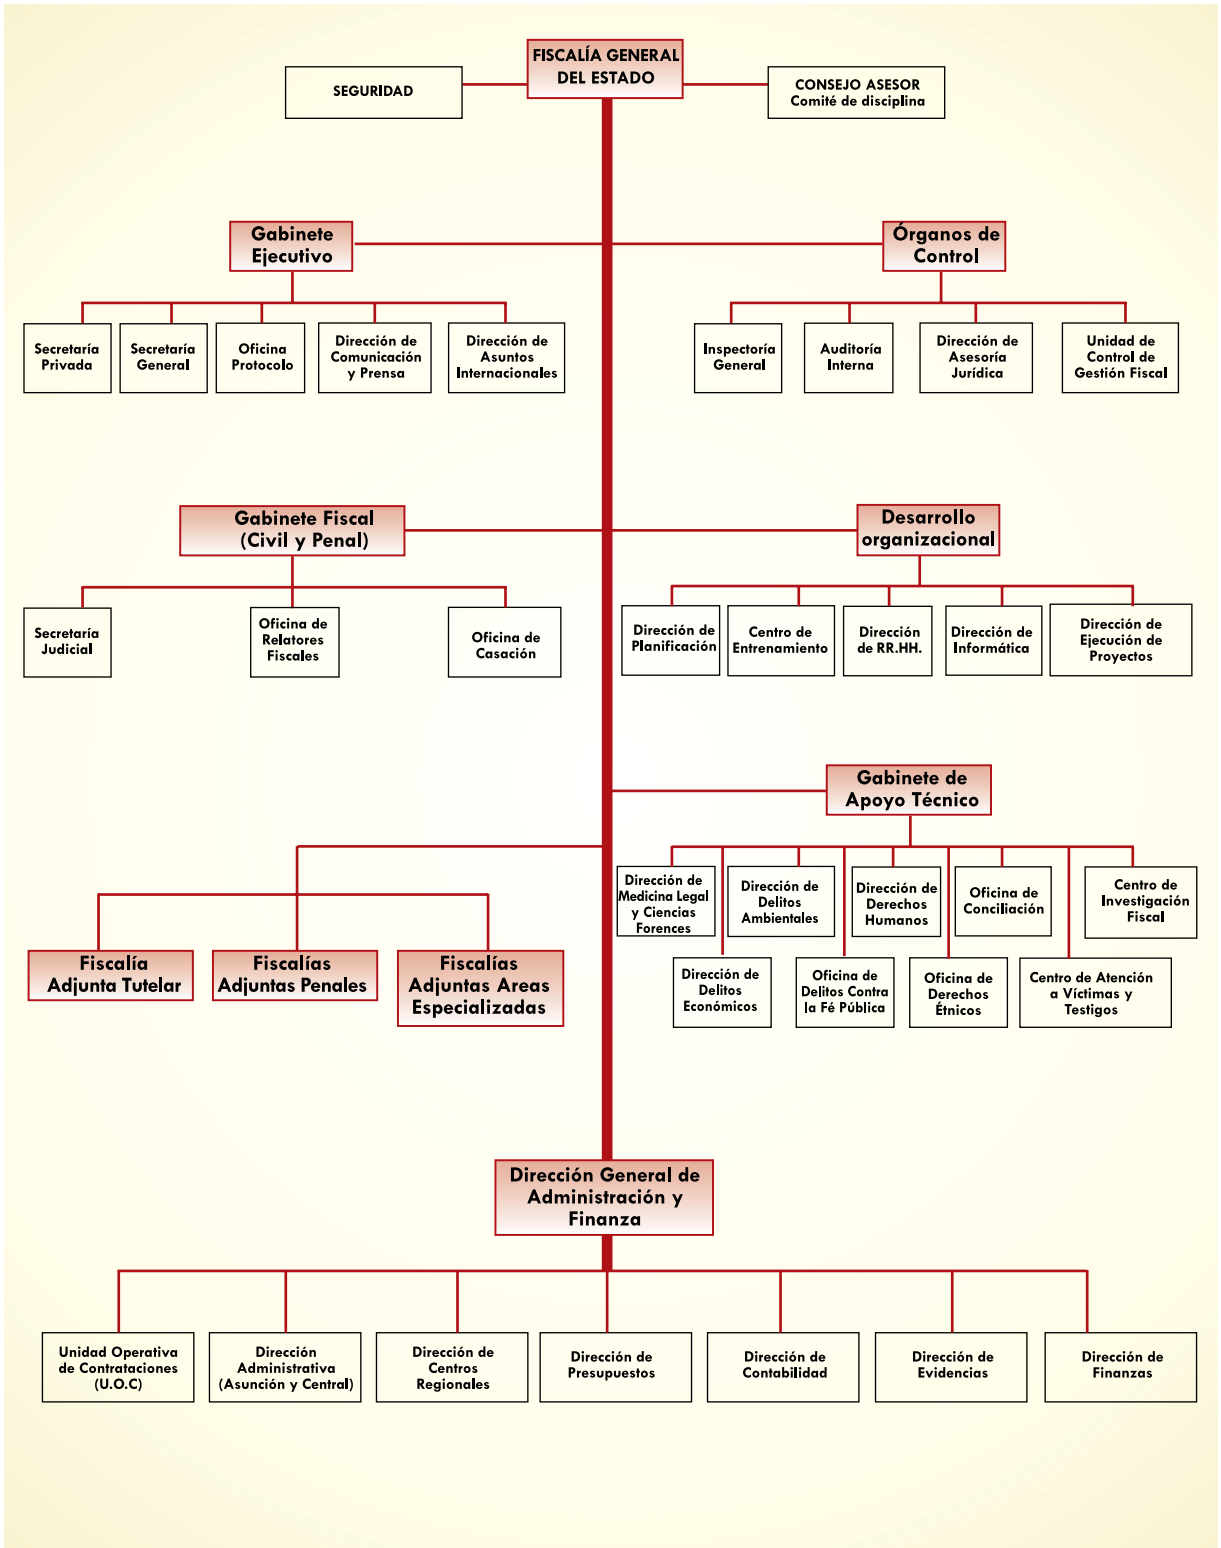 FISCALÍA GENERAL
DEL ESTADO
SEGURIDAD
CONSEJO ASESOR
Comité de disciplina
Gabinete
Ejecutivo
Órganos de
Control
Secretaría
Privada
Secretaría
General
Oficina
Protocolo
Dirección de
Comunicación
y Prensa
Dirección de
Asuntos
Internacionales
Inspectoría
General
Auditoría
Interna
Dirección de
Asesoría
Jurídica
Unidad de
Control de
Gestión Fiscal
Gabinete Fiscal
(Civil y Penal)
Desarrollo
organizacional
Secretaría
Judicial
Oficina de
Relatores
Fiscales
Oficina de
Casación
Dirección de
Planificación
Centro de
Entrenamiento
Dirección
de RR.HH.
Dirección de
Informática
Dirección de
Ejecución de
Proyectos
Gabinete de
Apoyo Técnico
Dirección de
Medicina Legal
y Ciencias
Forences
Dirección de
Delitos
Ambientales
Dirección de
Derechos
Humanos
Oficina de
Conciliación
Centro de
Investigación
Fiscal
Dirección de
Delitos
Económicos
Oficina de
Delitos Contra
la Fé Pública
Oficina de
Derechos
Étnicos
Centro de Atención
a Víctimas y
Testigos
Fiscalía
Adjunta Tutelar
Fiscalías
Adjuntas Penales
Fiscalías
Adjuntas Areas
Especializadas
Dirección General de
Administración y
Finanza
Unidad Operativa
de Contrataciones
(U.O.C)
Dirección
Administrativa
(Asunción y Central)
Dirección de
Centros
Regionales
Dirección de
Presupuestos
Dirección de
Contabilidad
Dirección de
Evidencias
Dirección de
Finanzas